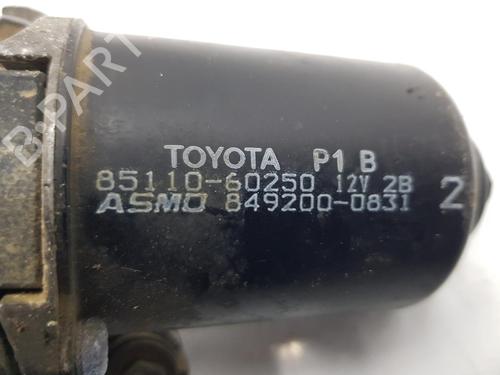 B-PARTS
TOYOTA P1 B
85110-60250 12V 2B
ASMO 849200-0831 2